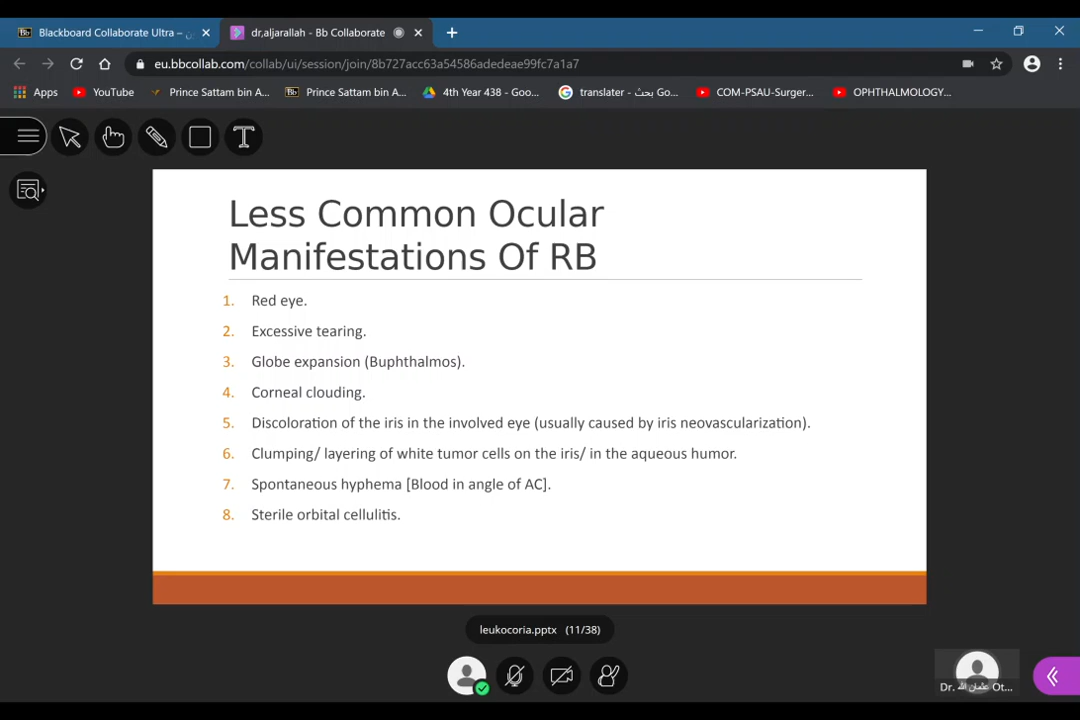 Blackboard Collaborate Ultra –
dr,aljarallah - Bb Collaborate
eu.bbcollab.com/collab/ui/session/join/8b727acc63a54586adedeae99fc7a1a7
Apps
YouTube
Prince Sattam bin A...
Bb Prince Sattam bin A...
4th Year 438 - Goo...
translater - بحث Go...
COM-PSAU-Surger...
OPHTHALMOLOGY...
Less Common Ocular
Manifestations Of RB
1. Red eye.
2. Excessive tearing.
3. Globe expansion (Buphthalmos).
4. Corneal clouding.
5. Discoloration of the iris in the involved eye (usually caused by iris neovascularization).
6. Clumping/ layering of white tumor cells on the iris/ in the aqueous humor.
7. Spontaneous hyphema [Blood in angle of AC].
8. Sterile orbital cellulitis.
leukocoria.pptx (11/38)
Dr. عثمان الله Ot...